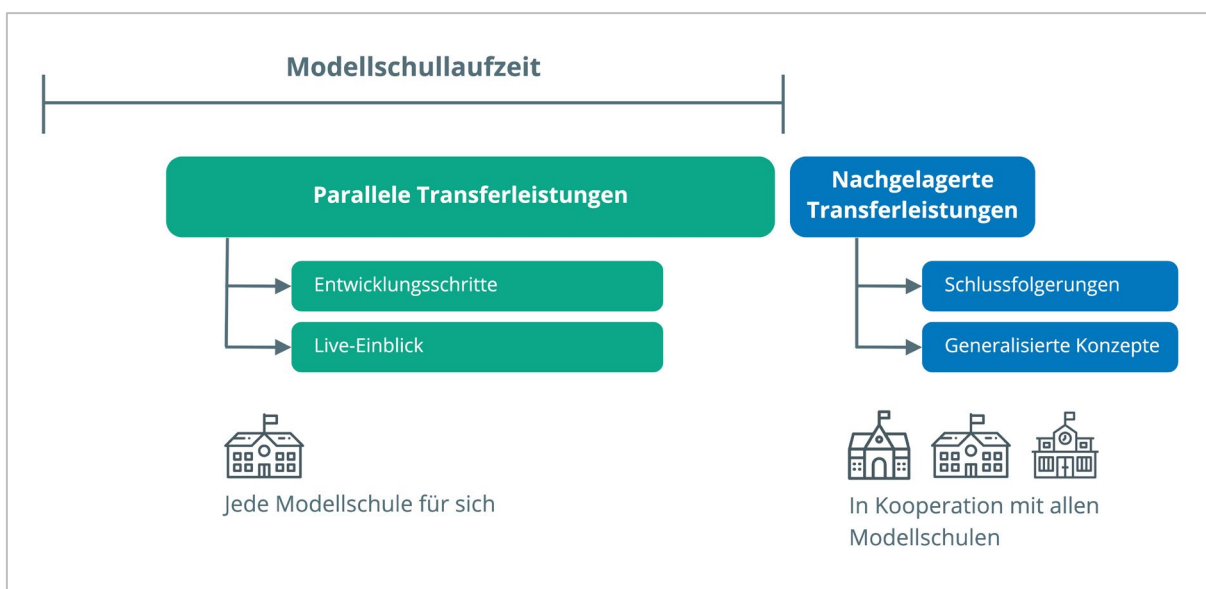 Modellschullaufzeit
Parallele Transferleistungen
Nachgelagerte
Transferleistungen
Entwicklungsschritte
Live-Einblick
Schlussfolgerungen
Generalisierte Konzepte
Jede Modellschule für sich
In Kooperation mit allen
Modellschulen